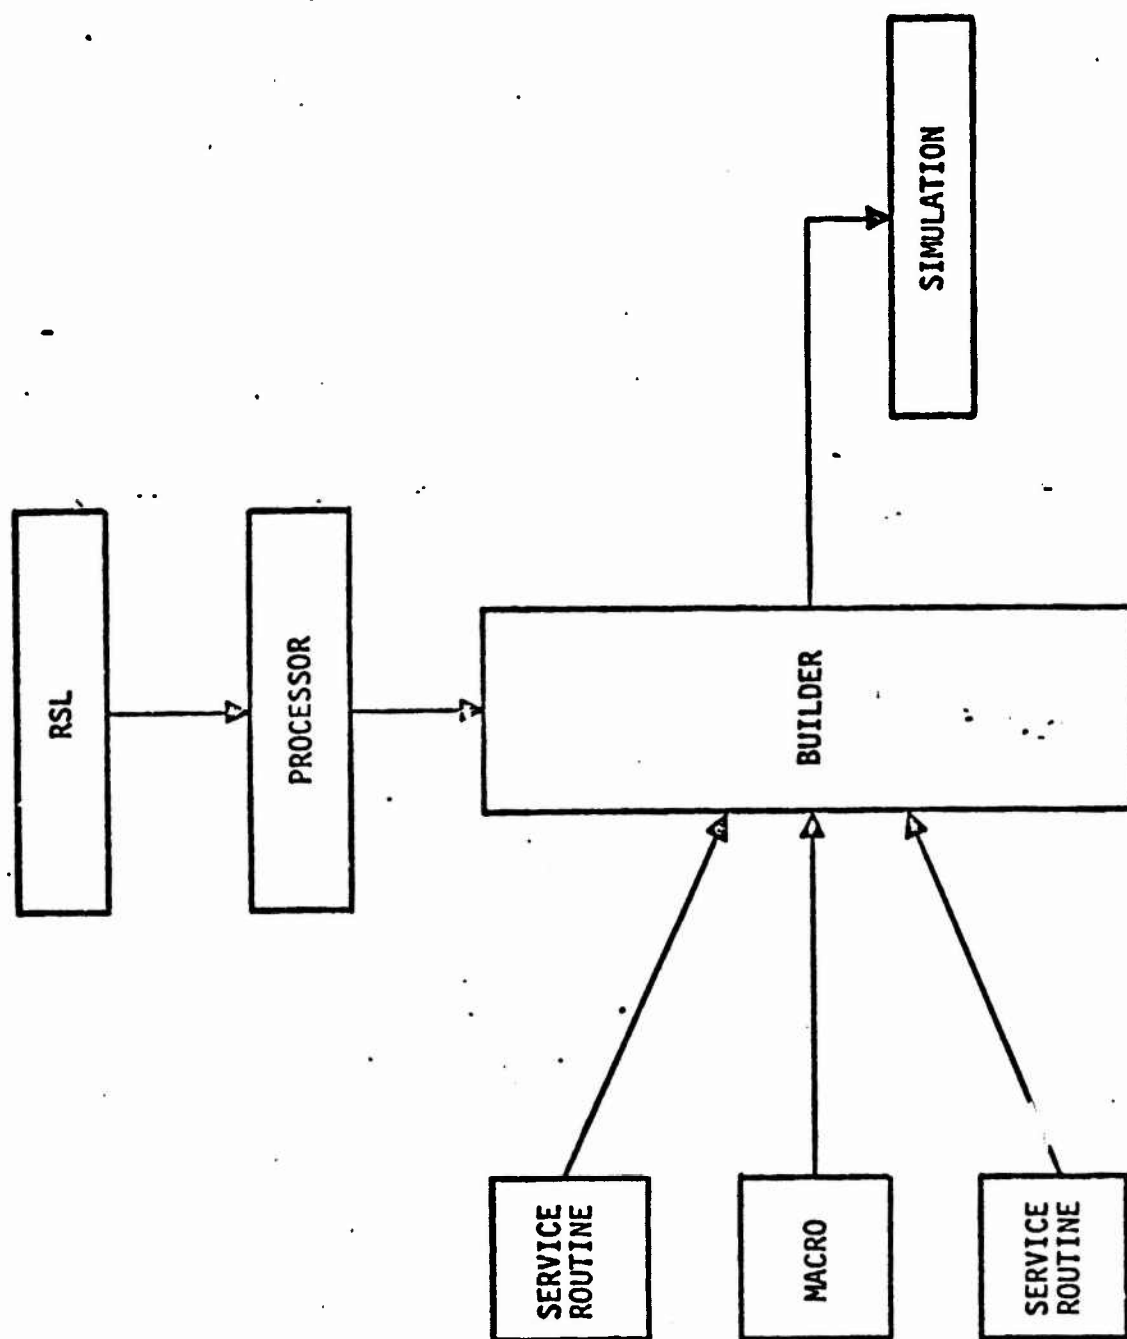 RSL
PROCESSOR
SERVICE
ROUTINE
MACRO
BUILDER
SIMULATION
SERVICE
ROUTINE